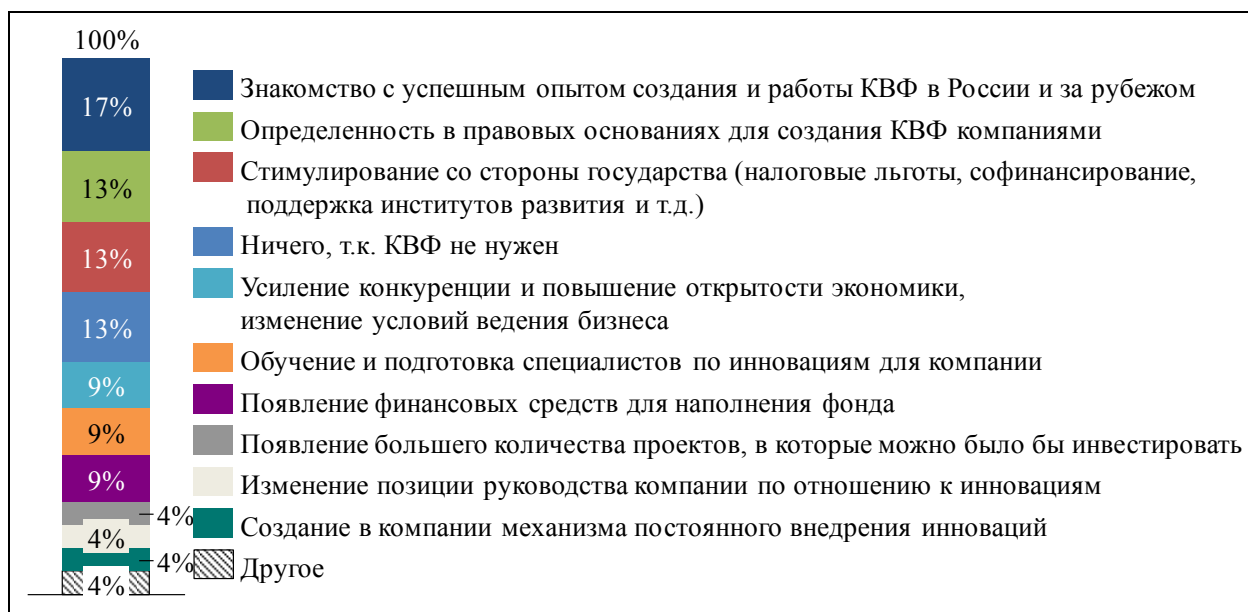 100%
17%
13%
13%
13%
9%
9%
9%
4%
4%
4%
4%
Знакомство с успешным опытом создания и работы КВФ в России и за рубежом
Определенность в правовых основаниях для создания КВФ компаниями
Стимулирование со стороны государства (налоговые льготы, софинансирование,
поддержка институтов развития и т.д.)
Ничего, т.к. КВФ не нужен
Усиление конкуренции и повышение открытости экономики,
изменение условий ведения бизнеса
Обучение и подготовка специалистов по инновациям для компании
Появление финансовых средств для наполнения фонда
Появление большего количества проектов, в которые можно было бы инвестировать
Изменение позиции руководства компании по отношению к инновациям
Создание в компании механизма постоянного внедрения инноваций
Другое